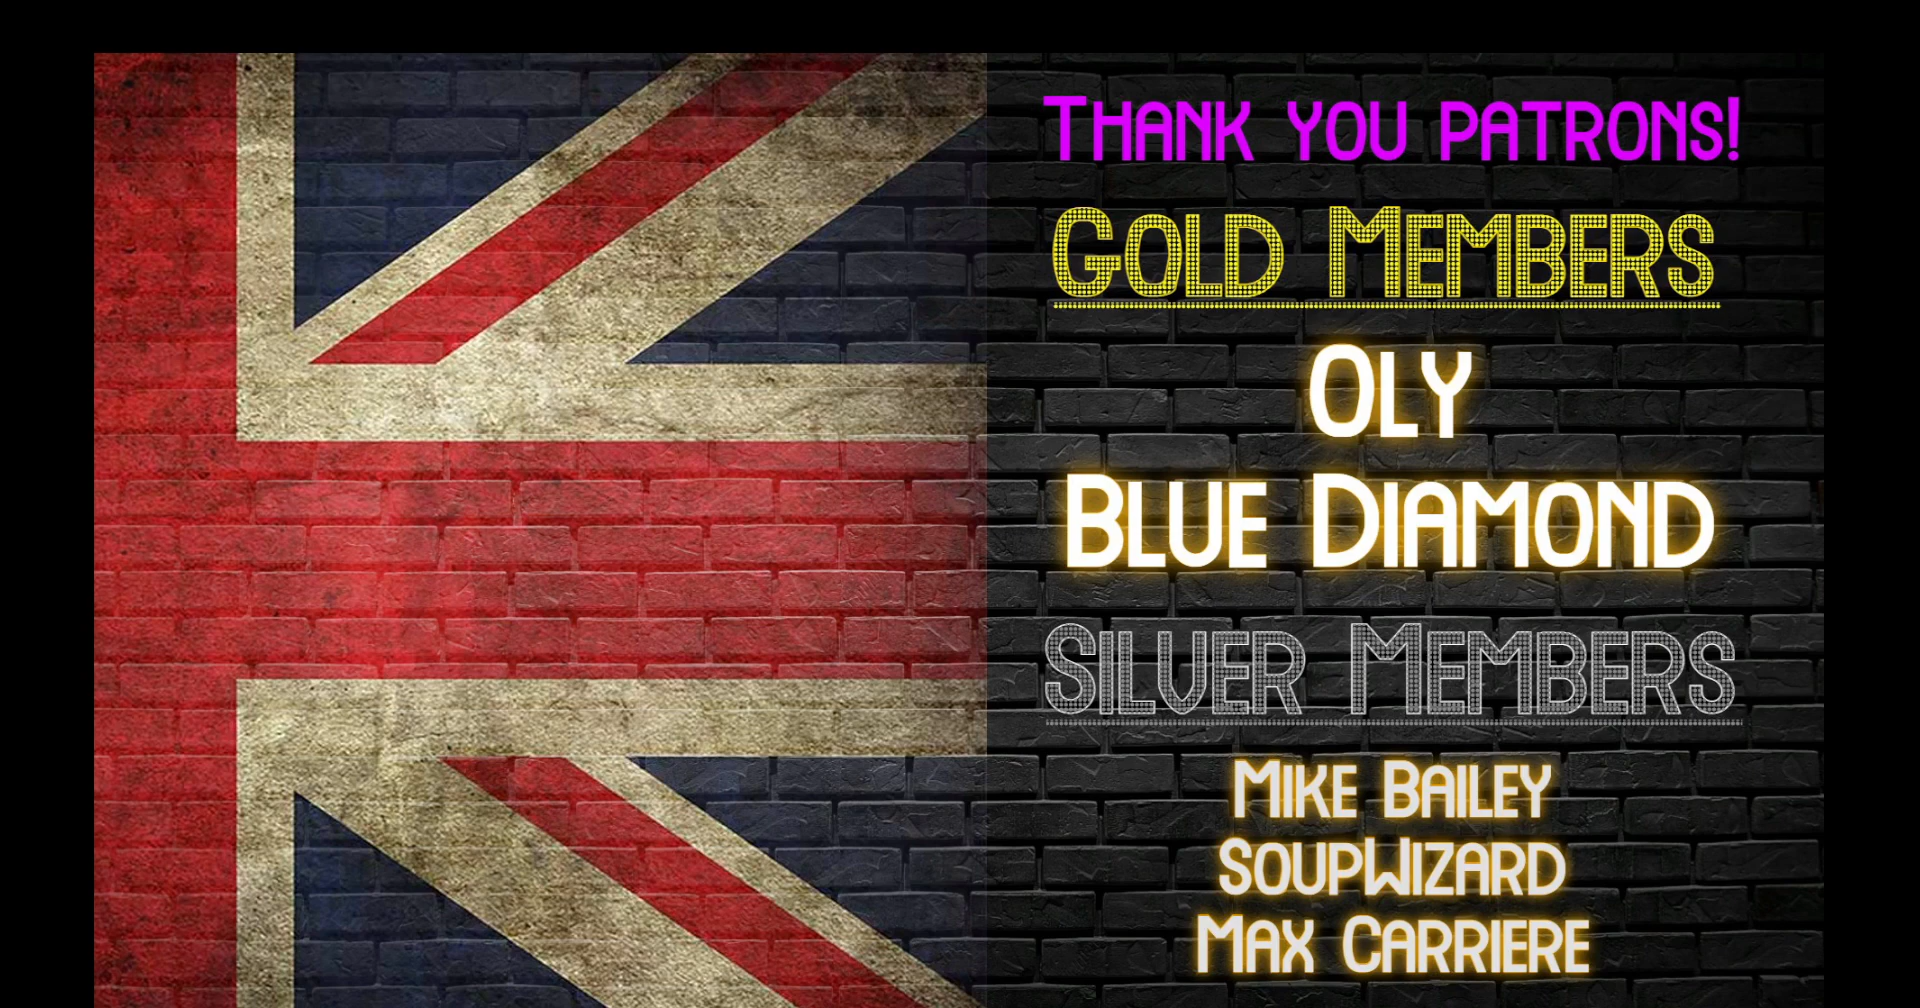 Thank you patrons!
Gold Members
Oly
Blue Diamond
Silver Members
Mike Bailey
SoupWizard
Max Carriere